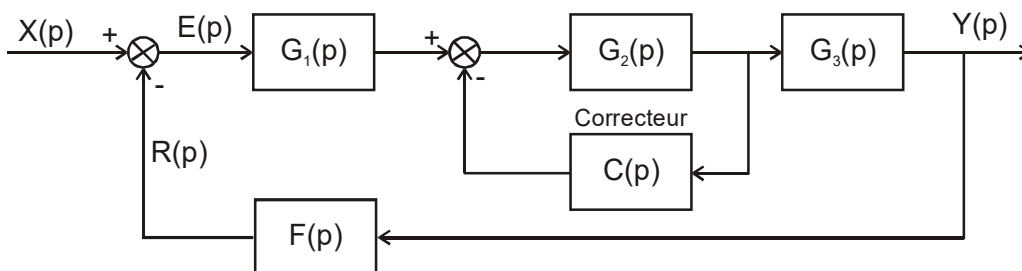 X(p)
+
E(p)
G₁(p)
+
G₂(p)
G₃(p)
Y(p)
-
-
Correcteur
R(p)
C(p)
F(p)